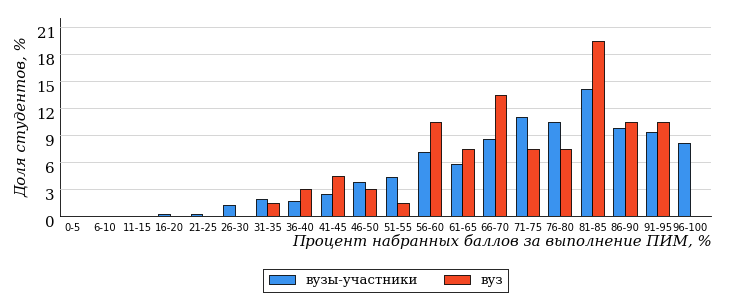 Доля студентов, %
21
18
15
12
9
6
3
0
0-5 6-10 11-15 16-20 21-25 26-30 31-35 36-40 41-45 46-50 51-55 56-60 61-65 66-70 71-75 76-80 81-85 86-90 91-95 96-100
Процент набранных баллов за выполнение ПИМ, %
вузы-участники вуз